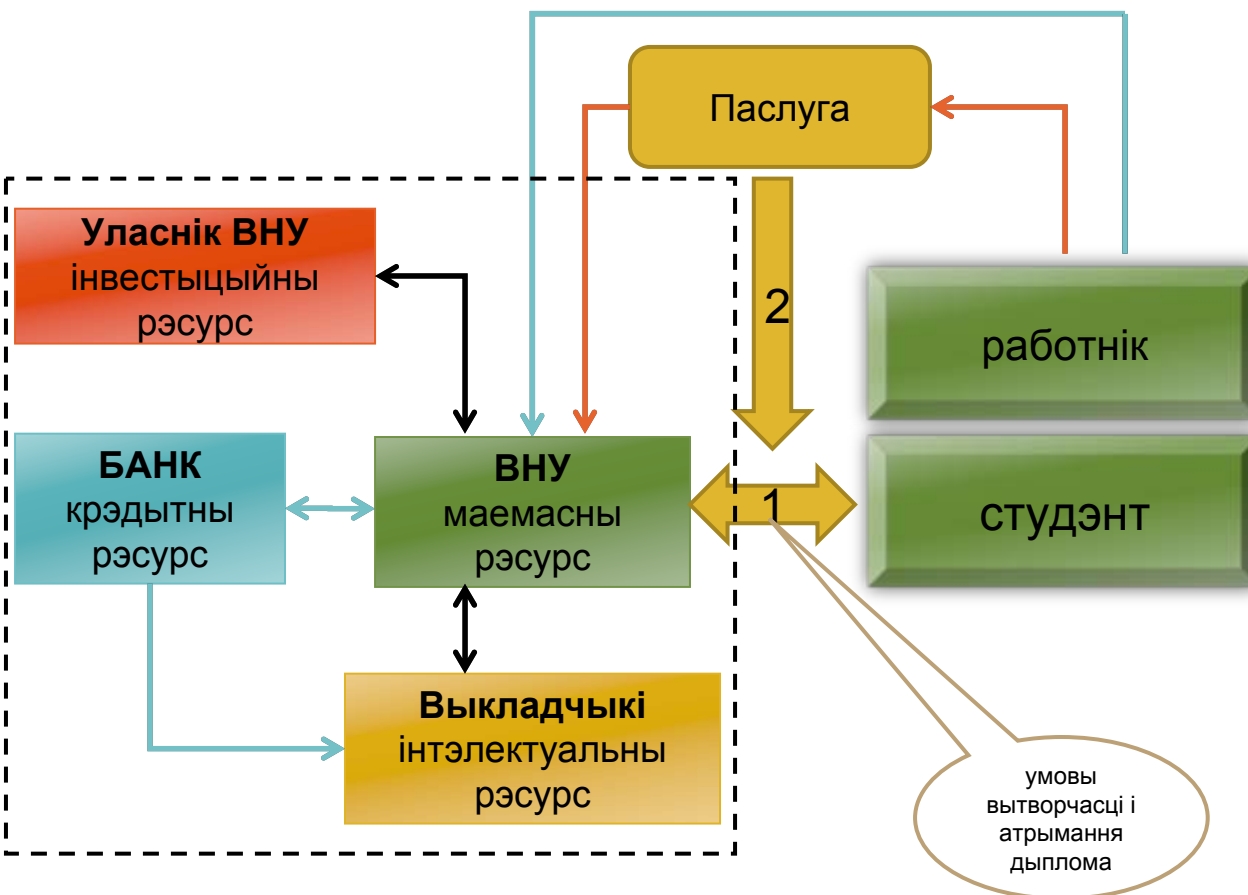 Паслуга
Уласнік ВНУ
інвестыцыйны
рэсурс
2
работнік
БАНК
крэдытны
рэсурс
ВНУ
маемасны
рэсурс
1
студэнт
Выкладчыкі
інтэлектуальны
рэсурс
умовы
вытворчасці і
атрымання
дыплома